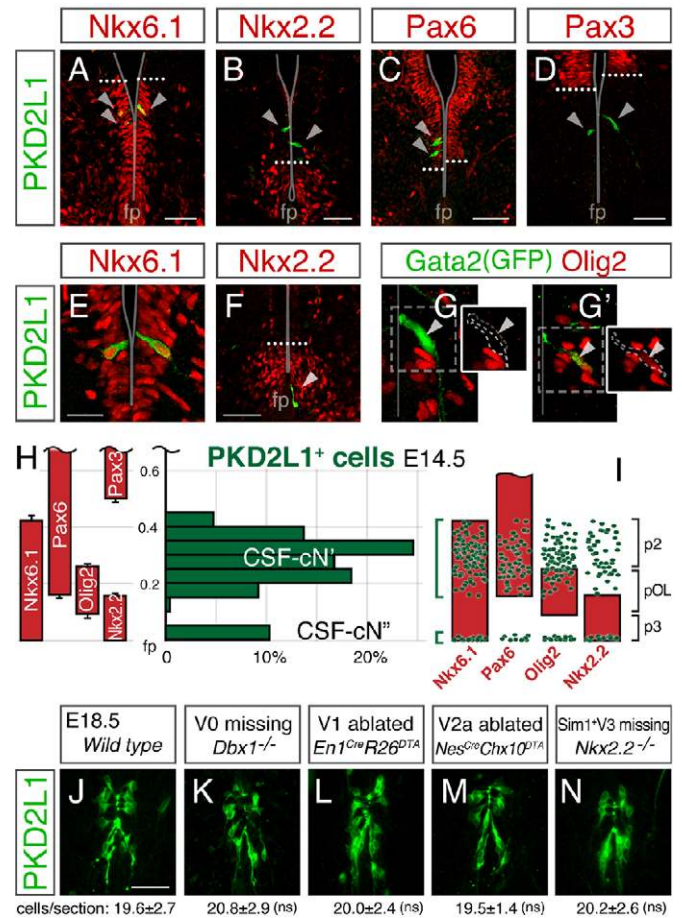 Nkx6.1 Nkx2.2 Pax6 Pax3
PKD2L1
A B C D
fp fp fp fp
Nkx6.1 Nkx2.2 Gata2(GFP) Olig2
PKD2L1
E F G G'
fp
H PKD2L1+ cells E14.5 I
Nkx6.1
Pax6
Olig2
Pax3
Nkx2.2
0.6
0.4
0.2
fp
CSF-cN'
CSF-cN"
0 10% 20%
p2
pOL
p3
Nkx6.1 Pax6 Olig2 Nkx2.2
E18.5
Wild type
V0 missing
Dbx1-/-
V1 ablated
En1CreR26DTA
V2a ablated
NesCreChx10DTA
Sim1+V3 missing
Nkx2.2-/-
PKD2L1
J K L M N
cells/section: 19.6±2.7 20.8±2.9 (ns) 20.0±2.4 (ns) 19.5±1.4 (ns) 20.2±2.6 (ns)